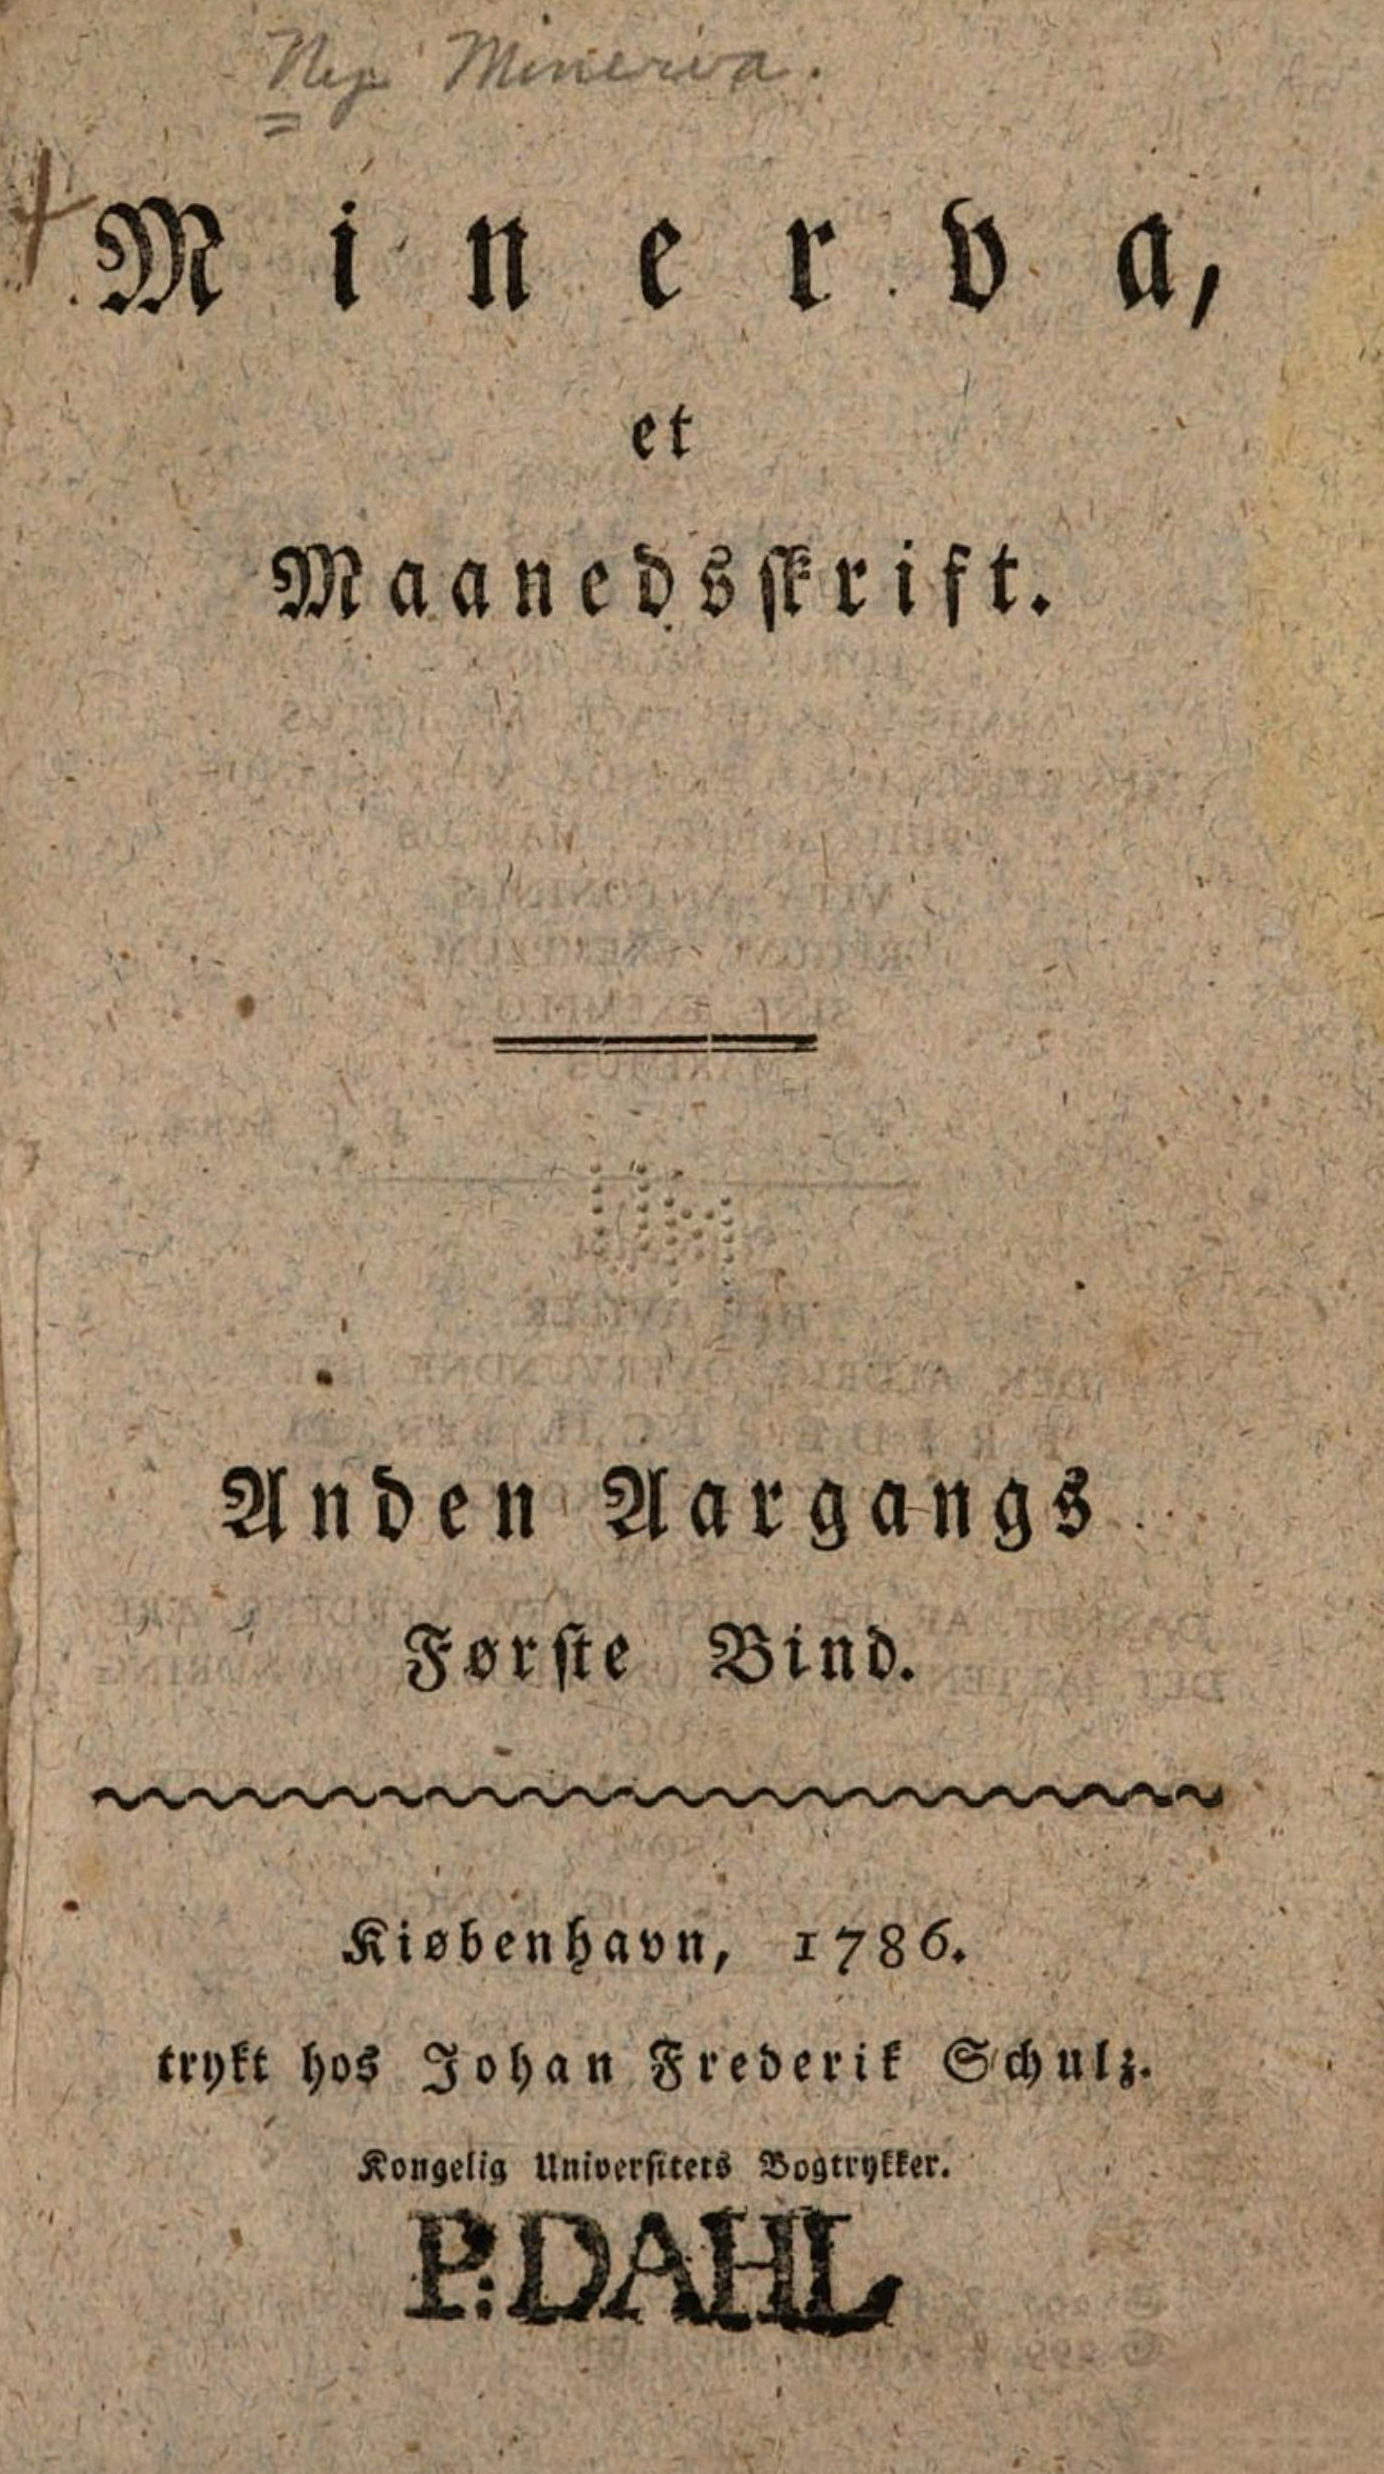 Minerva.
Minerva,
et
Maanedsskrift.
Anden Aargangs
Første Bind.
Kiøbenhavn, 1786.
trykt hos Johan Frederik Schulz.
Kongelig Universitets Bogtrykker.
P. DAHL